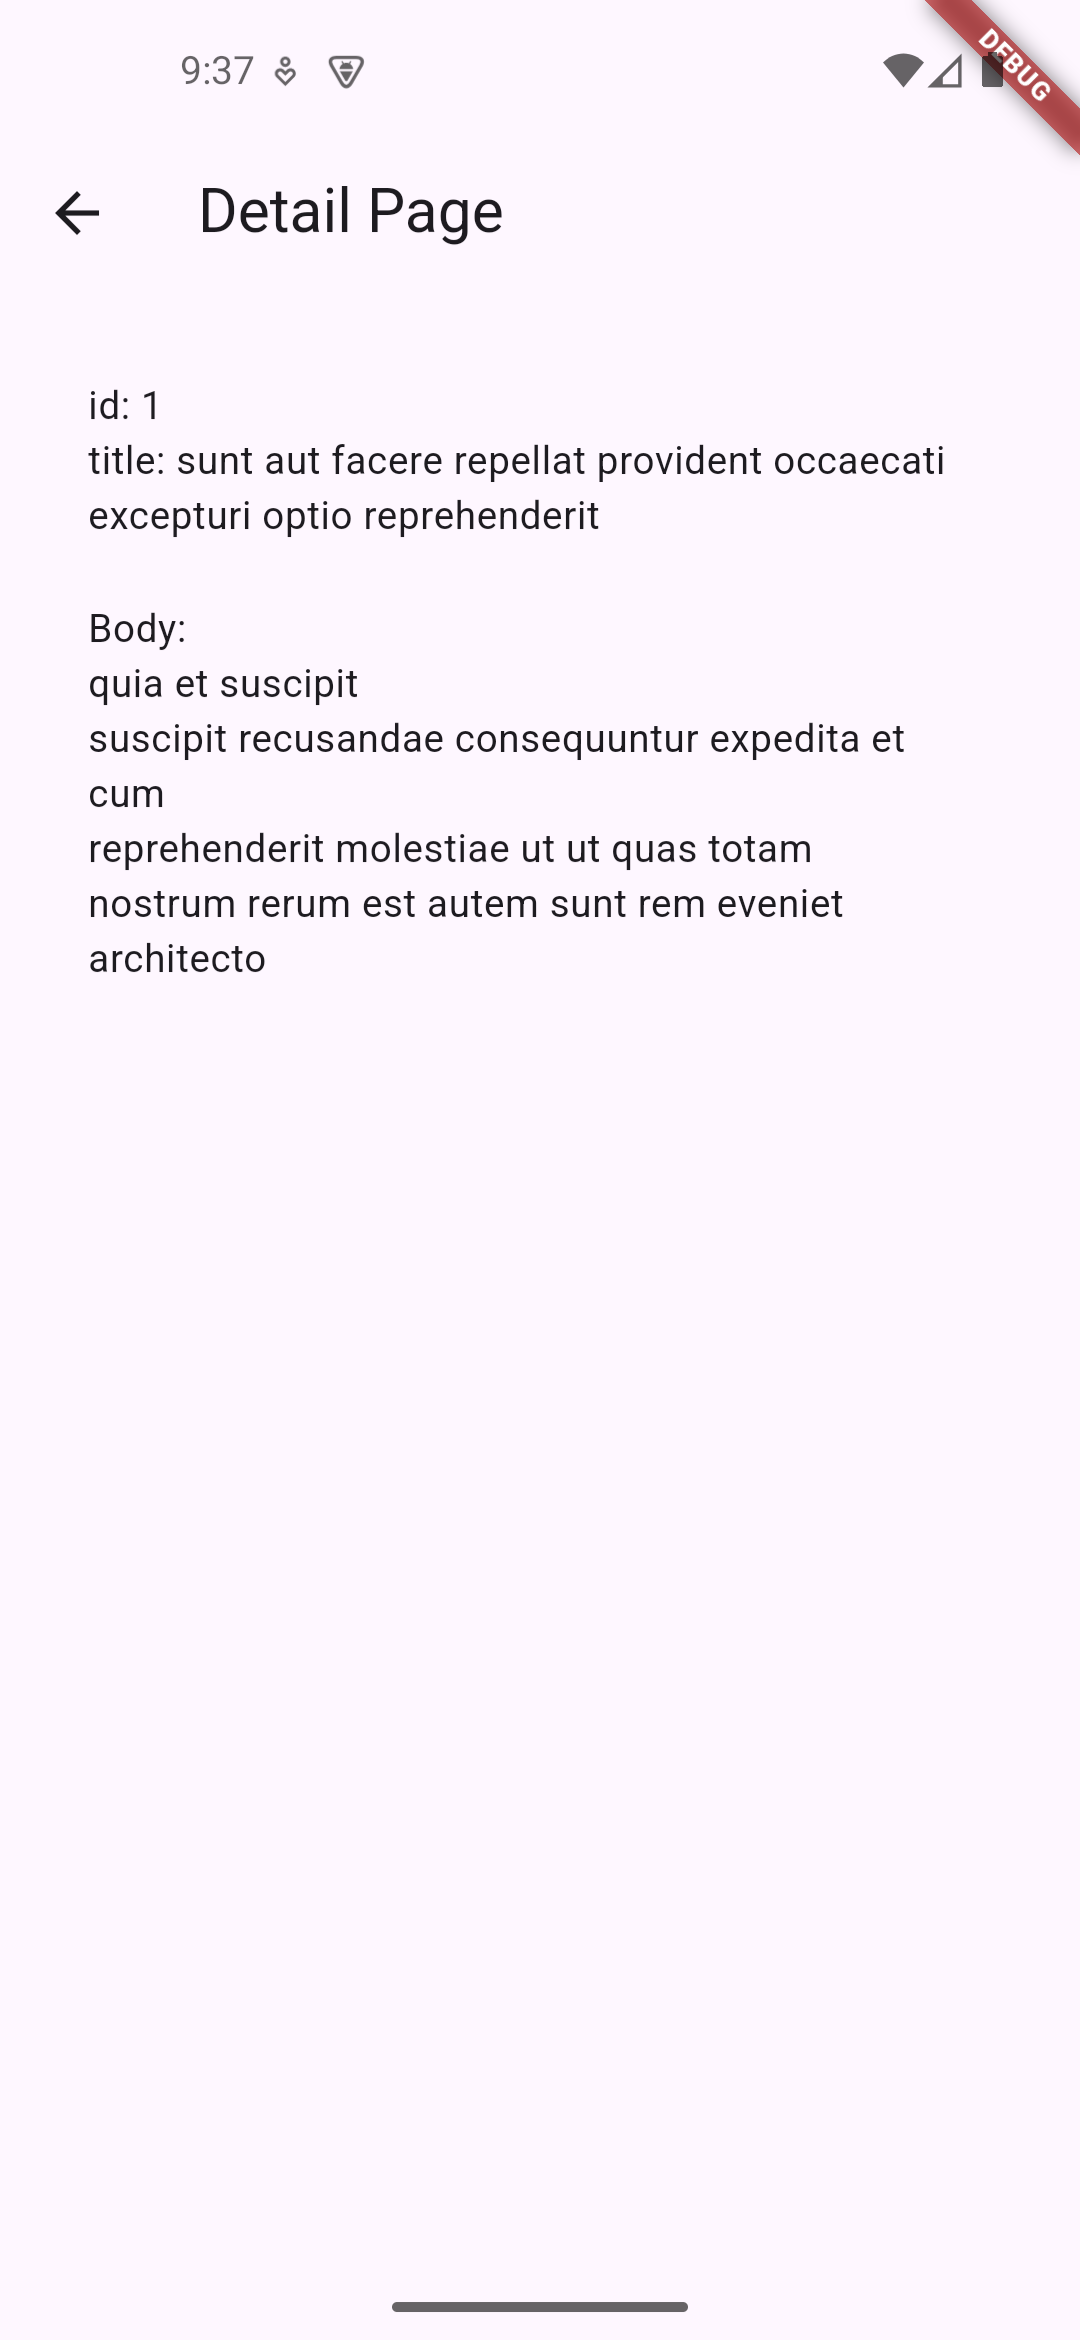 9:37
DEBUG
Detail Page
id: 1
title: sunt aut facere repellat provident occaecati
excepturi optio reprehenderit
Body:
quia et suscipit
suscipit recusandae consequuntur expedita et
cum
reprehenderit molestiae ut ut quas totam
nostrum rerum est autem sunt rem eveniet
architecto